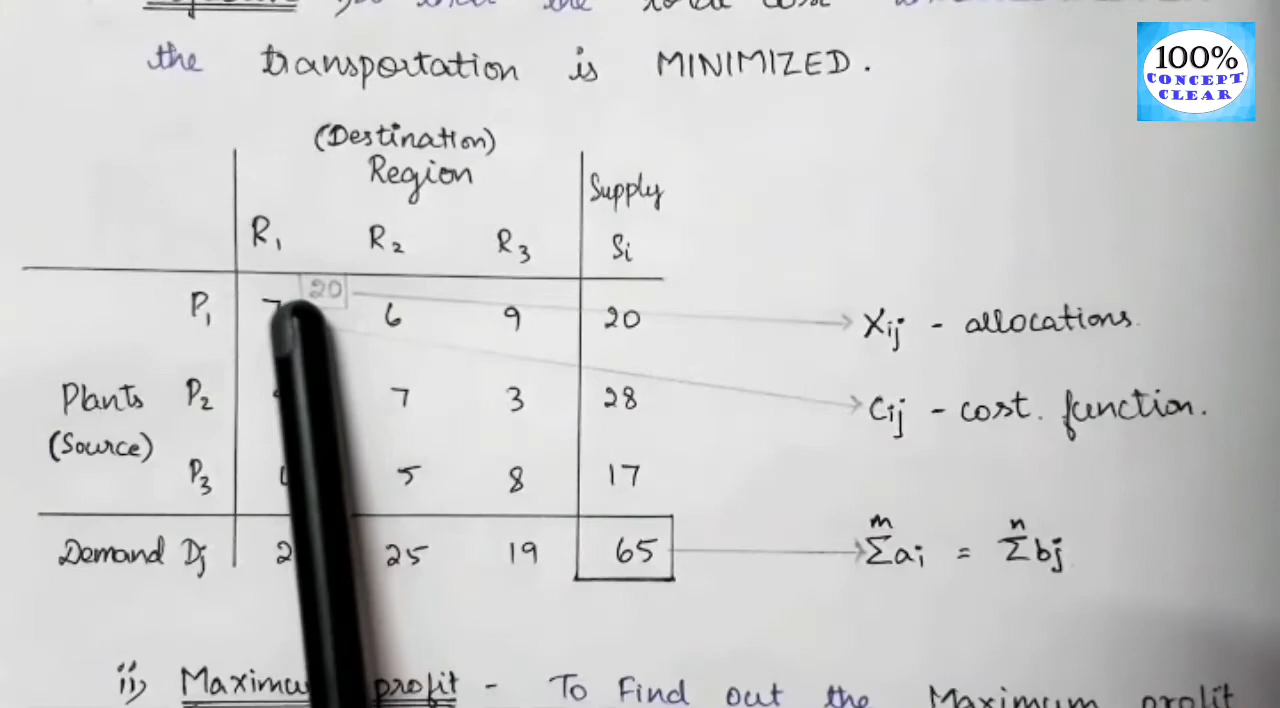 the transportation is MINIMIZED.
100%
CONCEPT
CLEAR
(Destination)
Region
Supply
R1 R2 R3 Si
20
P1 7 6 9 20
Xij - allocations.
Plants P2 7 3 28
Cij - cost. function.
(Source)
P3 5 8 17
Demand Dj 25 19 65
m n
Σai = Σbj
ii) profit - To Find out the Maximum profit